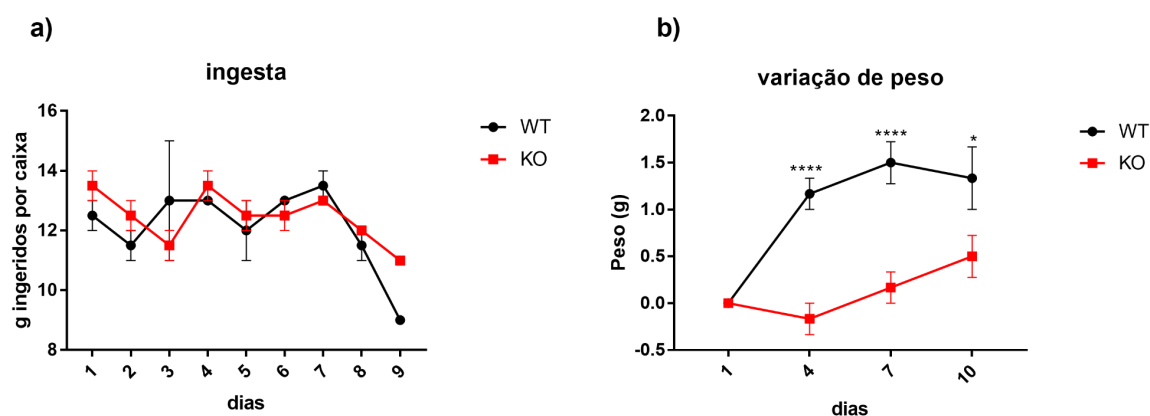 a)
ingesta
16
14
12
10
8
g ingeridos por caixa
1 2 3 4 5 6 7 8 9
dias
WT
KO
b)
variação de peso
2.0
1.5
1.0
0.5
0.0
-0.5
Peso (g)
**** **** *
1 4 7 10
dias
WT
KO